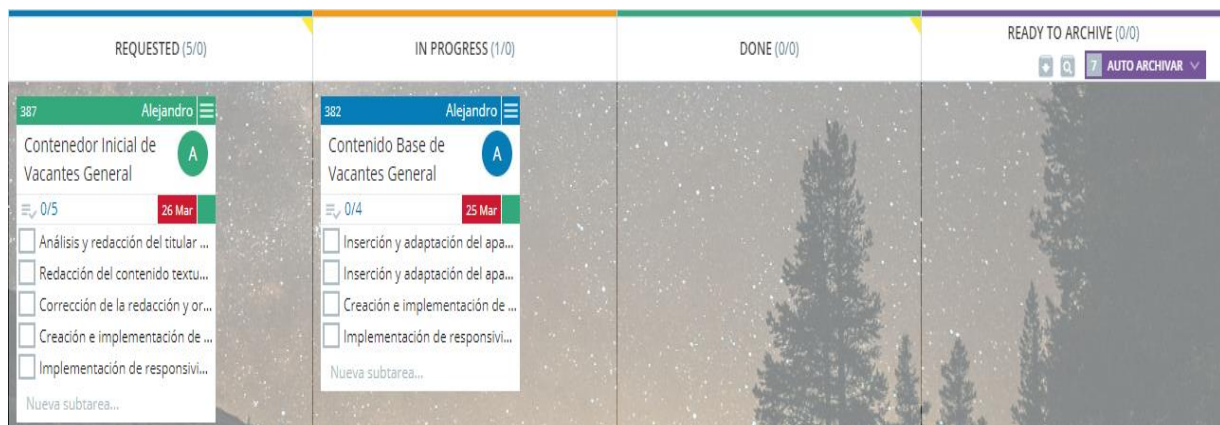 REQUESTED (5/0)
IN PROGRESS (1/0)
DONE (0/0)
READY TO ARCHIVE (0/0)
7 AUTO ARCHIVAR
387 Alejandro
Contenedor Inicial de
Vacantes General
A
0/5 26 Mar
Análisis y redacción del titular ...
Redacción del contenido textu...
Corrección de la redacción y or...
Creación e implementación de ...
Implementación de responsivi...
Nueva subtarea...
382 Alejandro
Contenido Base de
Vacantes General
A
0/4 25 Mar
Inserción y adaptación del apa...
Inserción y adaptación del apa...
Creación e implementación de ...
Implementación de responsivi...
Nueva subtarea...